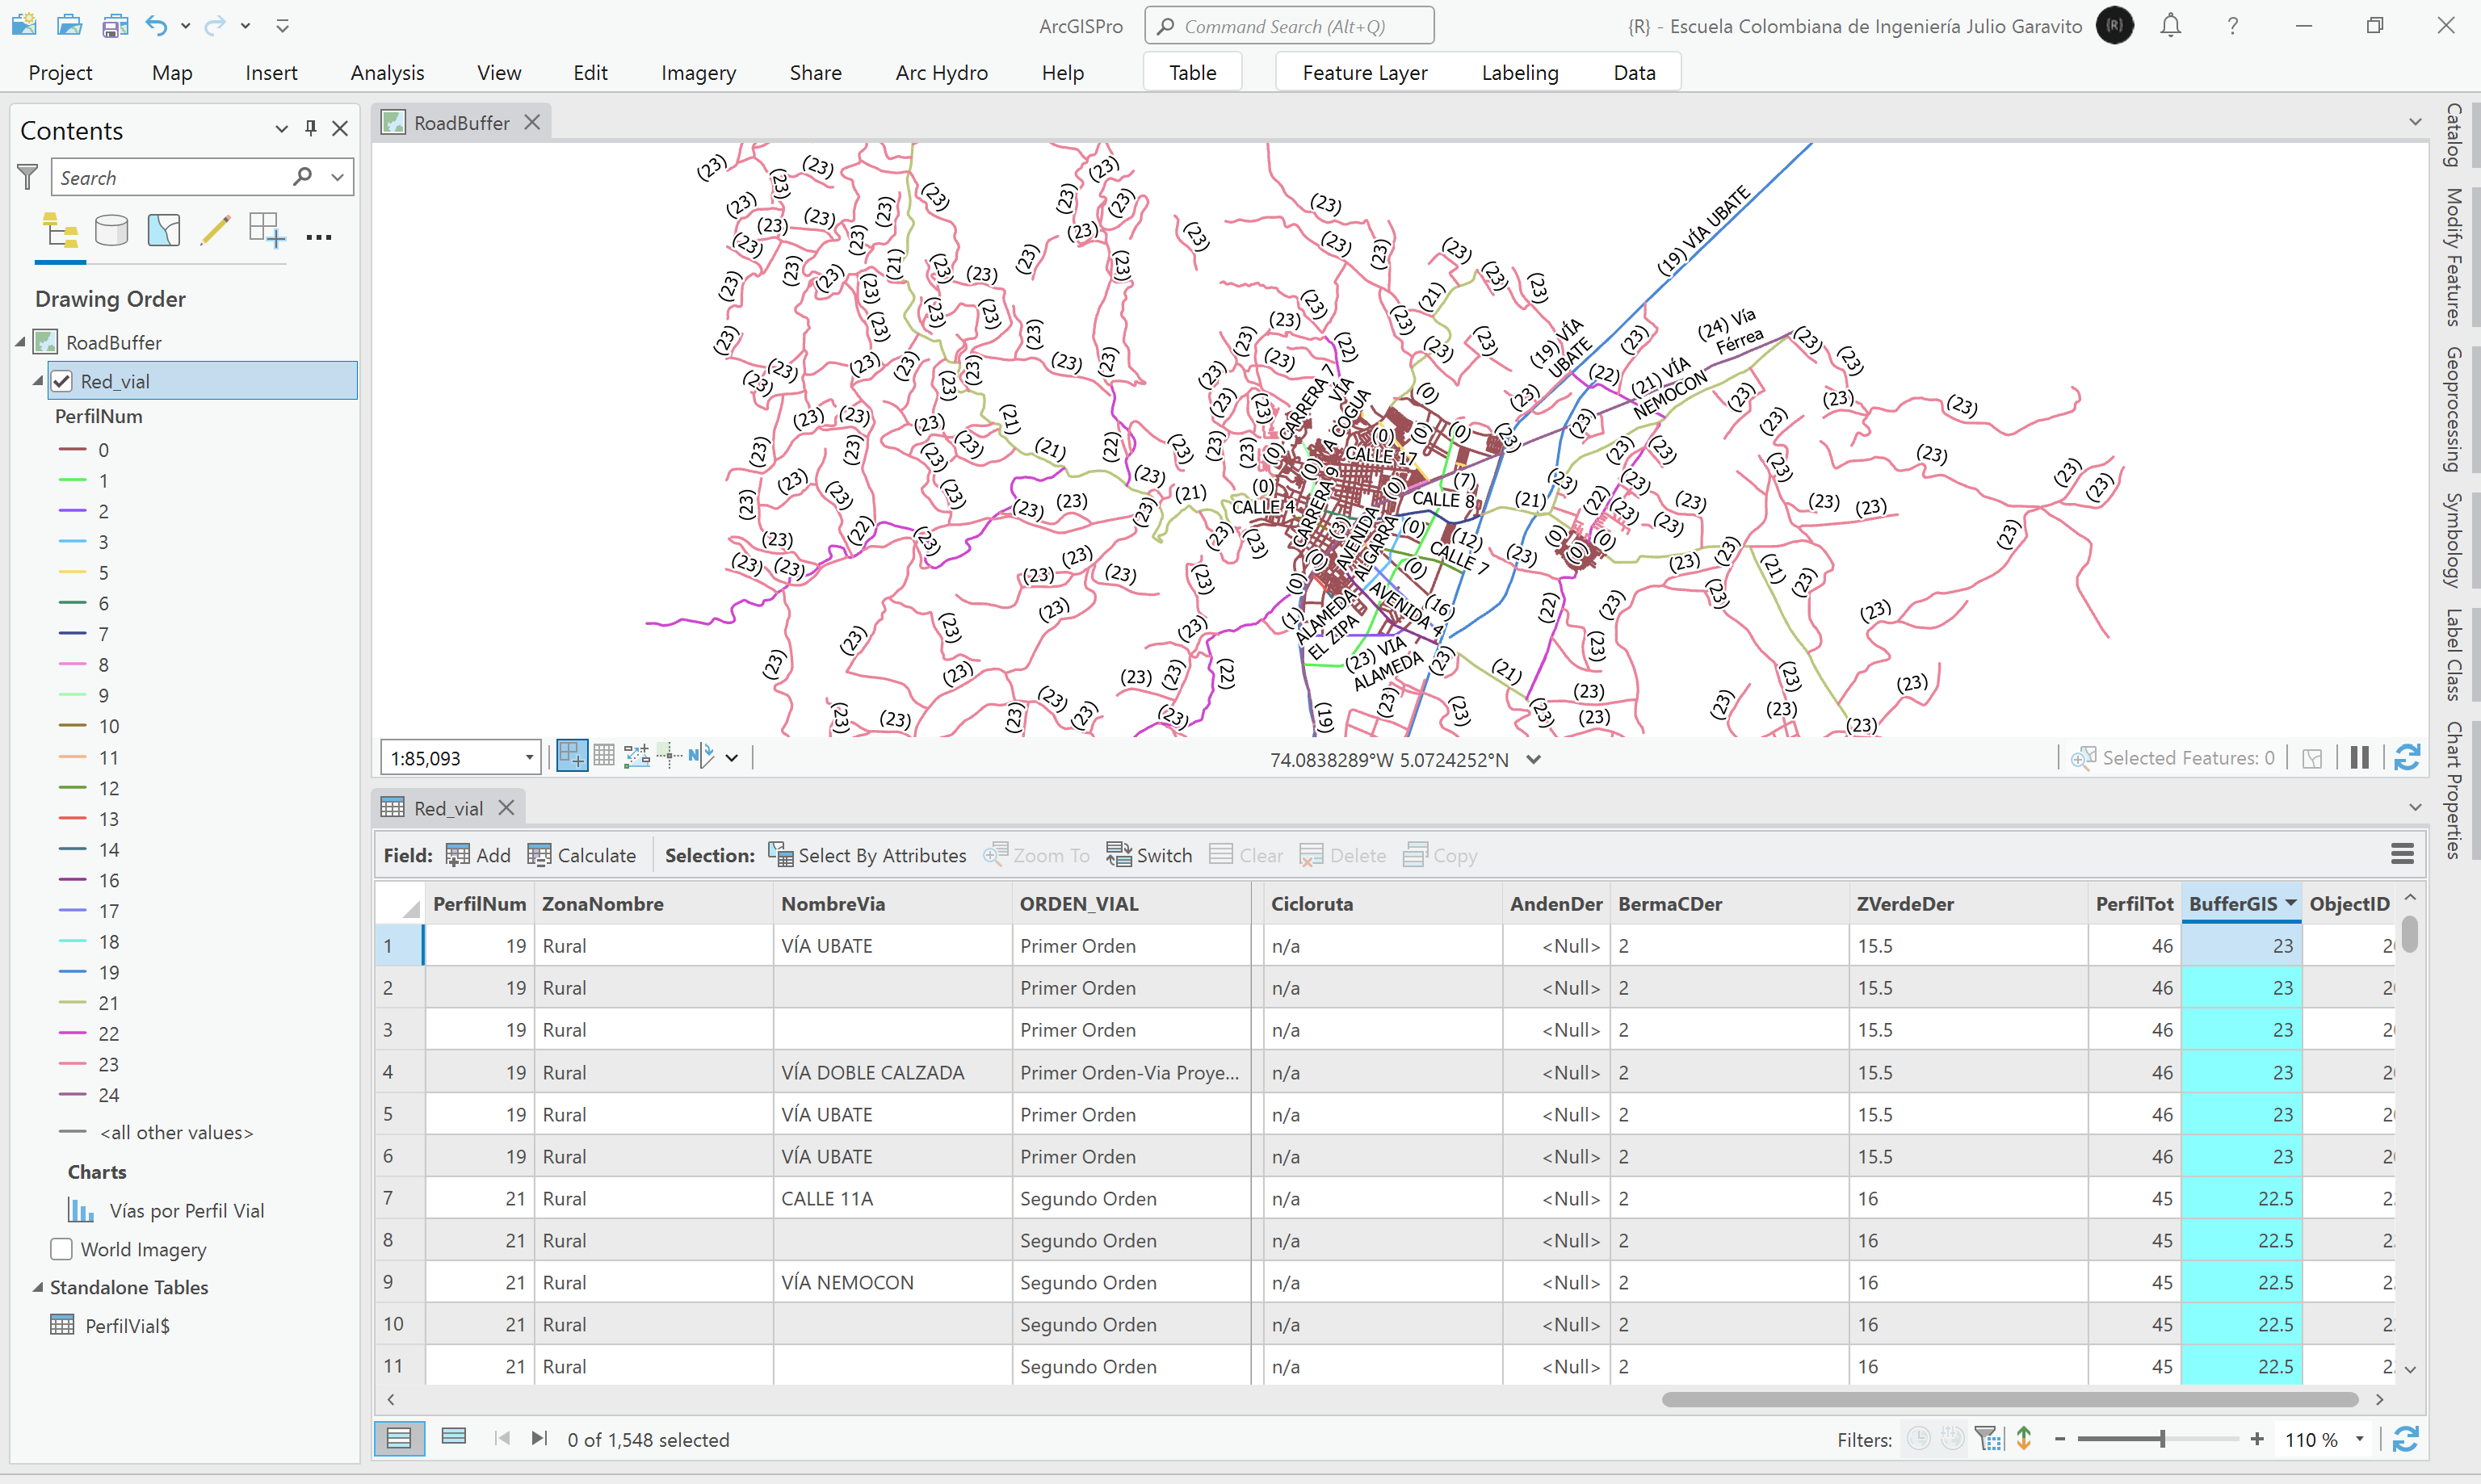 ArcGISPro
Command Search (Alt+Q)
{R} - Escuela Colombiana de Ingeniería Julio Garavito
{R}
Project Map Insert Analysis View Edit Imagery Share Arc Hydro Help Table Feature Layer Labeling Data
Contents
Search
Drawing Order
RoadBuffer
Red_vial
PerfilNum
0
1
2
3
5
6
7
8
9
10
11
12
13
14
16
17
18
19
21
22
23
24
<all other values>
Charts
Vías por Perfil Vial
World Imagery
Standalone Tables
PerfilVial$
RoadBuffer
(19) VÍA UBATE
(19) VÍA
UBATE
(24) Vía
Férrea
(21) VÍA
NEMOCON
CARRERA 7
VÍA
A COGUA
CALLE 17
CALLE 8
CALLE 4
CARRERA 9
AVENIDA
ALGARRA
(12)
CALLE 7
(16)
AVENIDA 4
(1)
ALAMEDA
EL ZIPA
(23) VIA
ALAMEDA
(19)
(7)
(3)
(0)
(21)
(22)
(23)
1:85,093
74.0838289°W 5.0724252°N
Selected Features: 0
Red_vial
Field: Add Calculate Selection: Select By Attributes Zoom To Switch Clear Delete Copy
PerfilNum ZonaNombre NombreVia ORDEN_VIAL Cicloruta AndenDer BermaCDer ZVerdeDer PerfilTot BufferGIS ObjectID
1 19 Rural VÍA UBATE Primer Orden n/a <Null> 2 15.5 46 23
2 19 Rural Primer Orden n/a <Null> 2 15.5 46 23
3 19 Rural Primer Orden n/a <Null> 2 15.5 46 23
4 19 Rural VÍA DOBLE CALZADA Primer Orden-Via Proye... n/a <Null> 2 15.5 46 23
5 19 Rural VÍA UBATE Primer Orden n/a <Null> 2 15.5 46 23
6 19 Rural VÍA UBATE Primer Orden n/a <Null> 2 15.5 46 23
7 21 Rural CALLE 11A Segundo Orden n/a <Null> 2 16 45 22.5
8 21 Rural Segundo Orden n/a <Null> 2 16 45 22.5
9 21 Rural VÍA NEMOCON Segundo Orden n/a <Null> 2 16 45 22.5
10 21 Rural Segundo Orden n/a <Null> 2 16 45 22.5
11 21 Rural Segundo Orden n/a <Null> 2 16 45 22.5
0 of 1,548 selected
Filters:
110 %
Catalog
Modify Features
Geoprocessing
Symbology
Label Class
Chart Properties